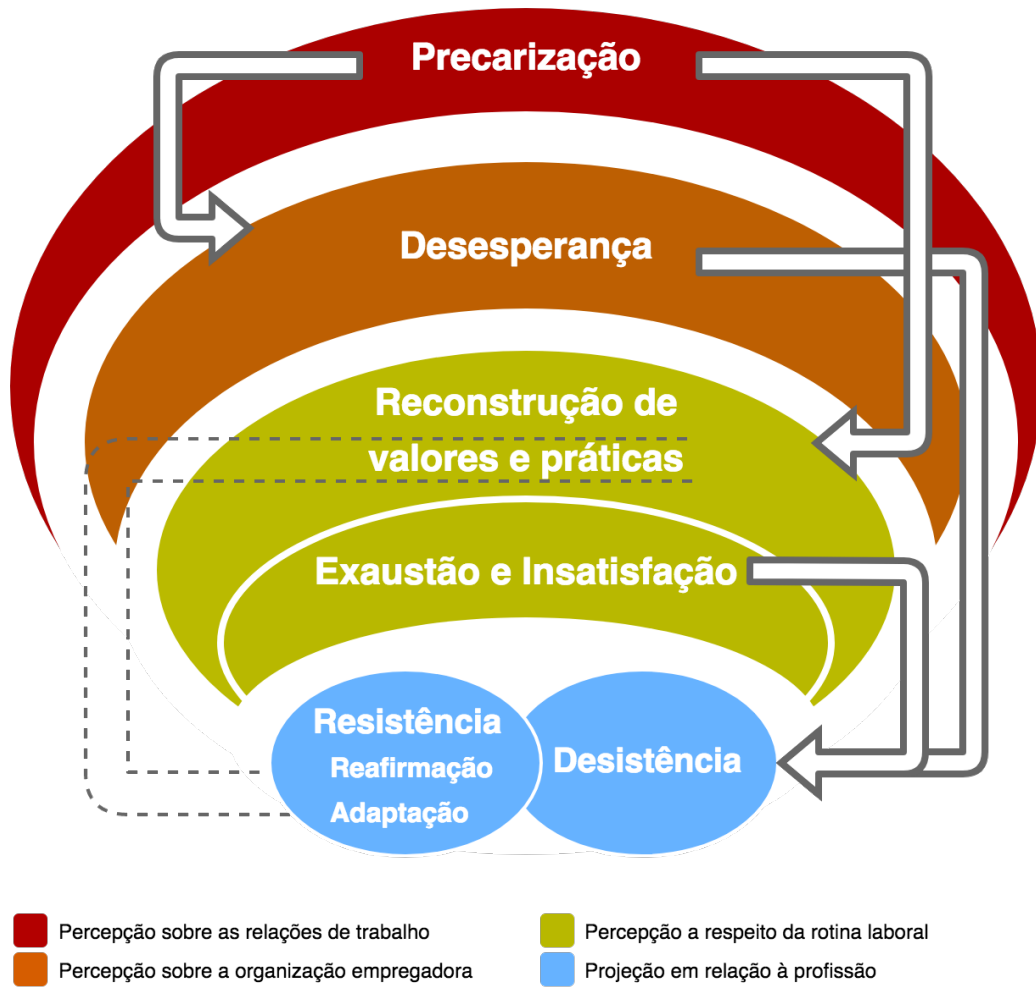 Precarização
Desesperança
Reconstrução de
valores e práticas
Exaustão e Insatisfação
Resistência
Reafirmação
Adaptação
Desistência
Percepção sobre as relações de trabalho
Percepção sobre a organização empregadora
Percepção a respeito da rotina laboral
Projeção em relação à profissão